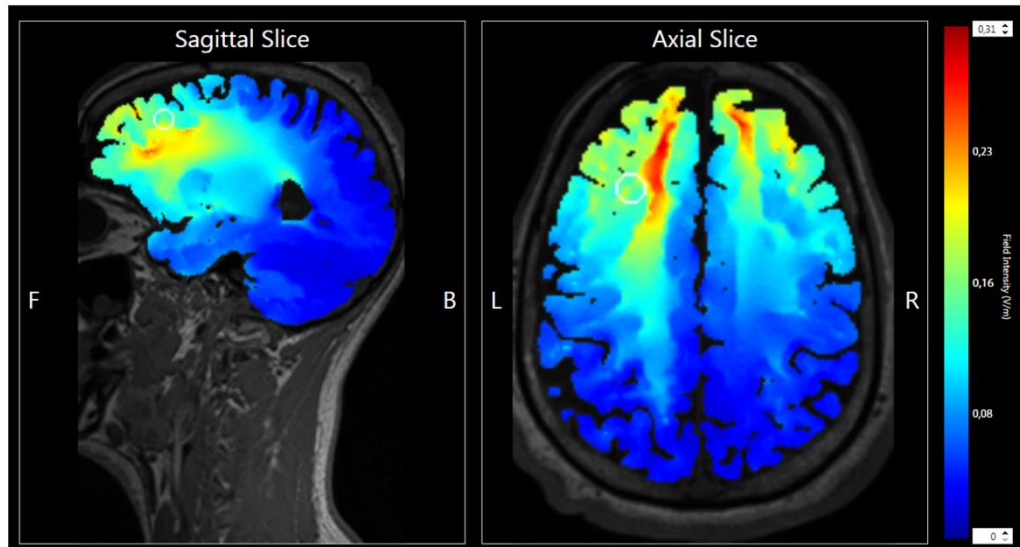 Sagittal Slice
F
B
Axial Slice
L
R
0,31
0,23
0,16
0,08
0
Field Intensity (V/m)